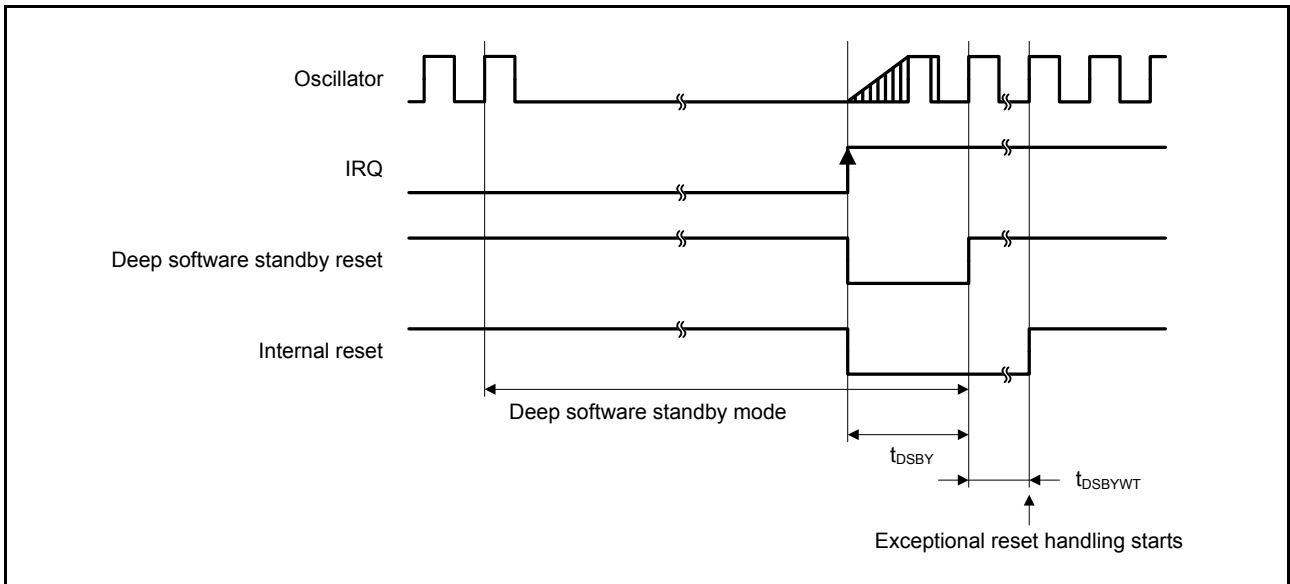 Oscillator
IRQ
Deep software standby reset
Internal reset
Deep software standby mode
tDSBY
tDSBYWT
Exceptional reset handling starts